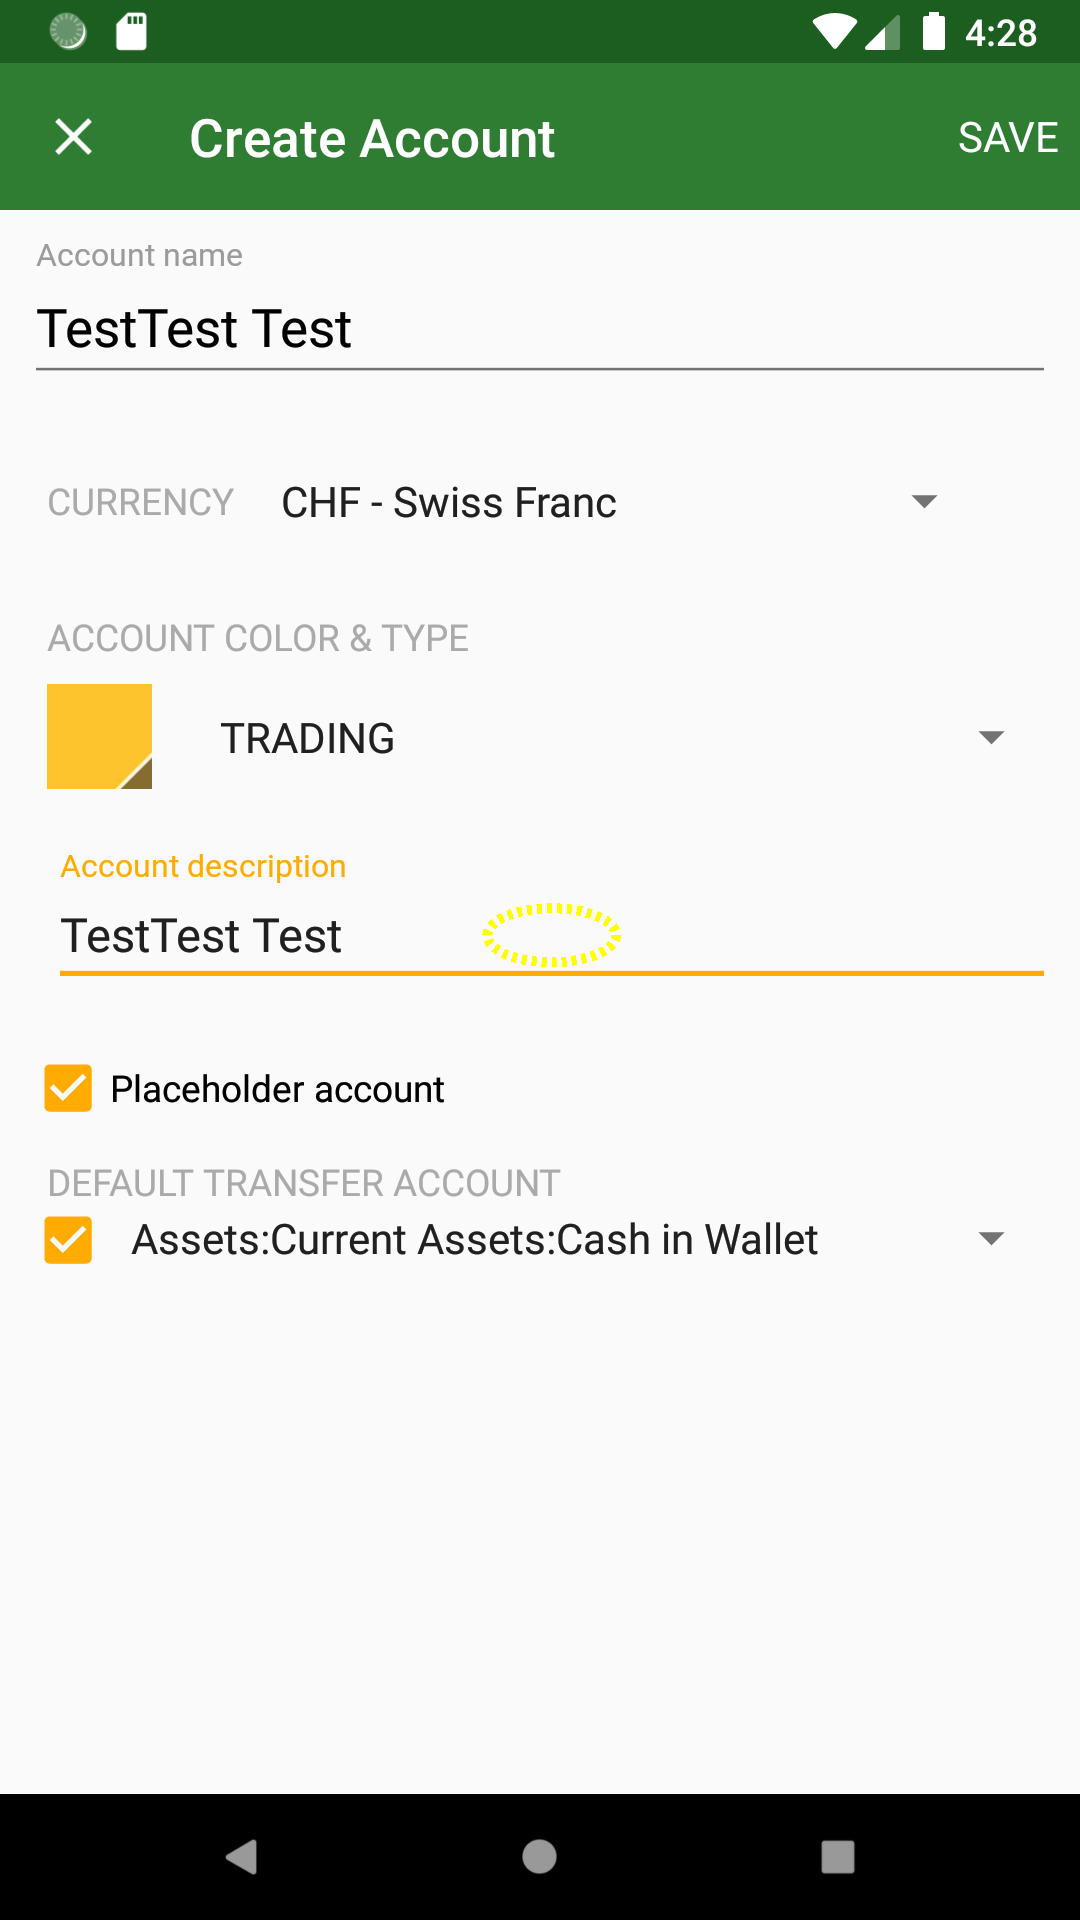 4:28
Create Account
SAVE
Account name
TestTest Test
CURRENCY CHF - Swiss Franc
ACCOUNT COLOR & TYPE
TRADING
Account description
TestTest Test
Placeholder account
DEFAULT TRANSFER ACCOUNT
Assets:Current Assets:Cash in Wallet